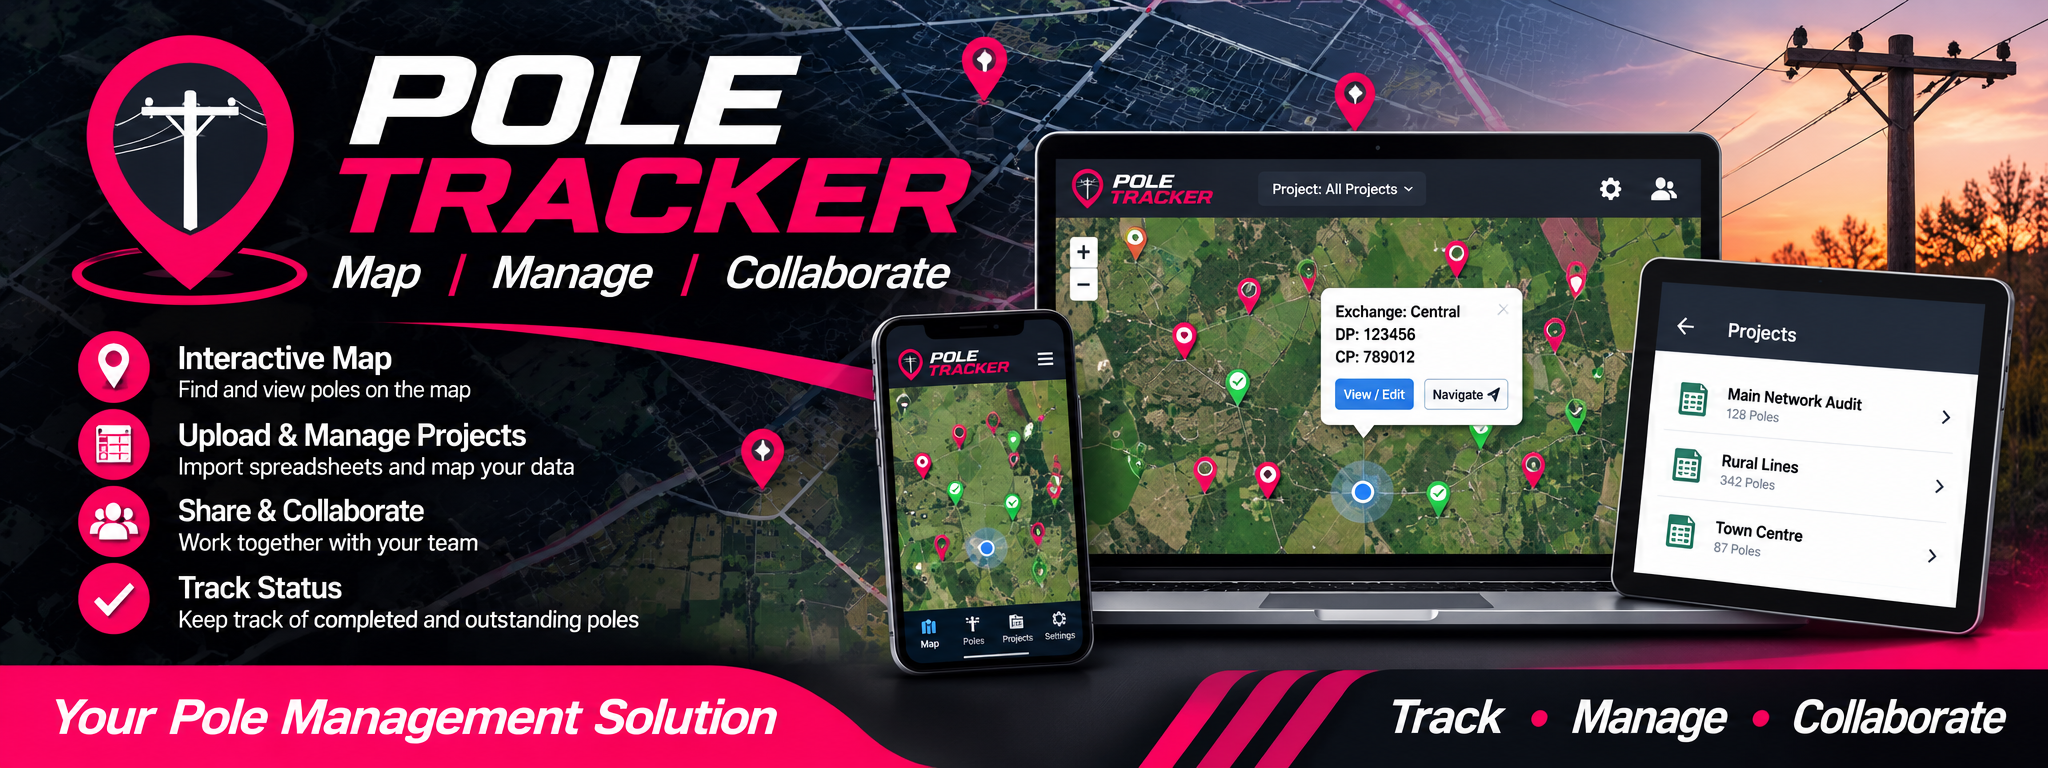 POLE
TRACKER
Map / Manage / Collaborate
Interactive Map
Find and view poles on the map
Upload & Manage Projects
Import spreadsheets and map your data
Share & Collaborate
Work together with your team
Track Status
Keep track of completed and outstanding poles
Your Pole Management Solution
POLE
TRACKER
Map
Poles
Projects
Settings
POLE
TRACKER
Project: All Projects
+
−
Exchange: Central
DP: 123456
CP: 789012
View / Edit
Navigate
Projects
Main Network Audit
128 Poles
Rural Lines
342 Poles
Town Centre
87 Poles
Track • Manage • Collaborate